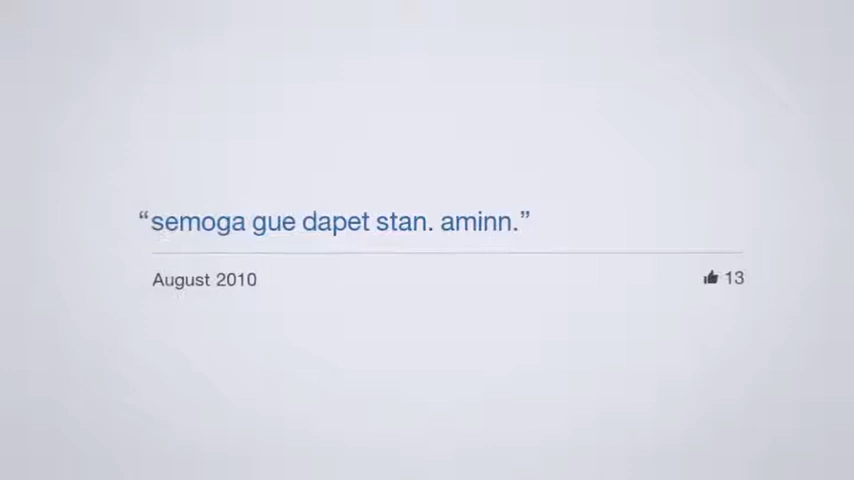 “semoga gue dapet stan. aminn.”
August 2010
13